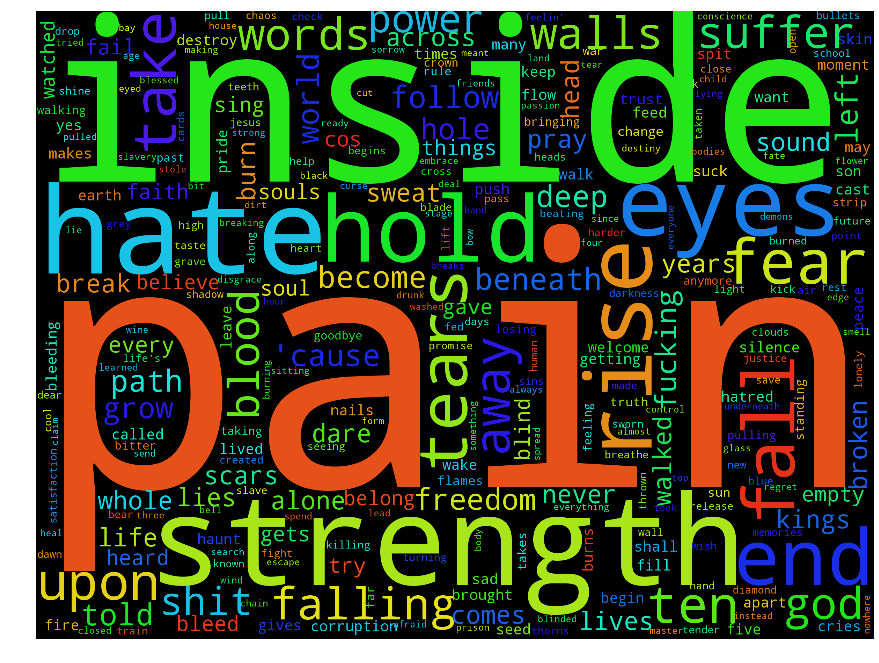 inside
pain
strength
hate
hold
eyes
rise
fear
end
fall
tears
falling
take
words
power
walls
suffer
across
world
sing
fail
destroy
watched
follow
hole
cos
times
many
crown
rule
keep
flow
things
bringing
pray
head
spit
close
trust
feed
change
destiny
want
sound
left
moment
skin
may
son
cast
strip
future
point
suck
walk
deep
sweat
souls
burn
pride
past
faith
earth
makes
yes
walking
shine
drop
pull
chaos
house
making
tried
age
blessed
eyed
cards
pulled
slavery
stole
teeth
jesus
strong
check
feelin'
bay
sorrow
meant
cut
ready
begins
friends
land
passion
embrace
cross
heads
war
tear
child
lying
open
school
conscience
bullets
taken
bodies
fate
flower
help
black
bit
dirt
curse
deal
blade
stage
band
push
pass
beating
bow
lift
harder
since
four
burned
demons
everyone
breaking
along
high
taste
grave
grey
lie
heart
disgrace
shadow
break
believe
soul
become
beneath
gave
years
anymore
light
kick
air
rest
edge
peace
darkness
clouds
smell
silence
justice
save
hatred
underneath
standing
lonely
broken
empty
kings
fucking
walked
welcome
getting
truth
made
control
sworn
almost
breathe
feeling
blind
away
losing
human
sins
always
something
spread
promise
days
fed
washed
breaks
drunk
hour
goodbye
sitting
'cause
burning
leave
blood
bleeding
wine
every
life's
learned
path
grow
dear
cool
called
bitter
send
claim
satisfaction
heal
nails
form
dare
taking
seeing
lived
created
scars
slave
whole
lies
bell
alone
spend
belong
lead
freedom
never
everything
wake
flames
pulling
glass
new
blue
regret
memories
sun
release
top
took
thrown
wall
wish
shall
fill
burns
takes
body
killing
turning
fight
escape
gets
try
haunt
search
known
wind
chain
life
heard
bear
three
dawn
upon
told
shit
bleed
fire
closed
train
gives
corruption
afraid
far
sad
brought
comes
prison
seed
blinded
thorns
lives
begin
master
tender
five
ten
apart
hand
diamond
instead
god
cries
nowhere